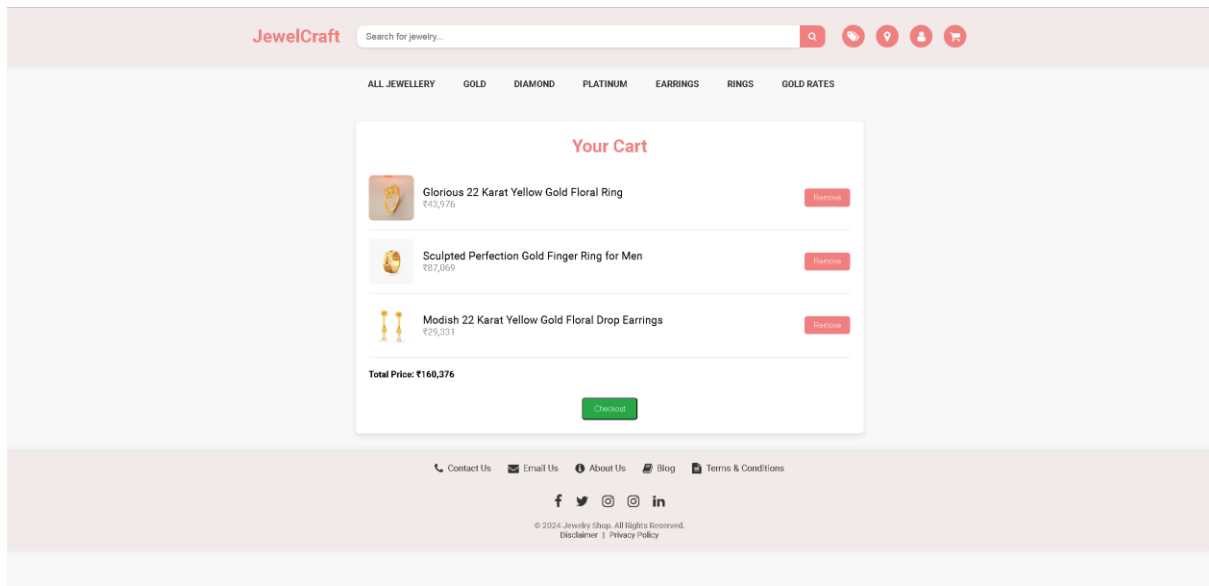 JewelCraft
Search for jewelry...
ALL JEWELLERY GOLD DIAMOND PLATINUM EARRINGS RINGS GOLD RATES
Your Cart
Glorious 22 Karat Yellow Gold Floral Ring
₹43,976
Remove
Sculpted Perfection Gold Finger Ring for Men
₹87,069
Remove
Modish 22 Karat Yellow Gold Floral Drop Earrings
₹29,331
Remove
Total Price: ₹160,376
Checkout
Contact Us Email Us About Us Blog Terms & Conditions
© 2024 Jewelry Shop. All Rights Reserved.
Disclaimer | Privacy Policy